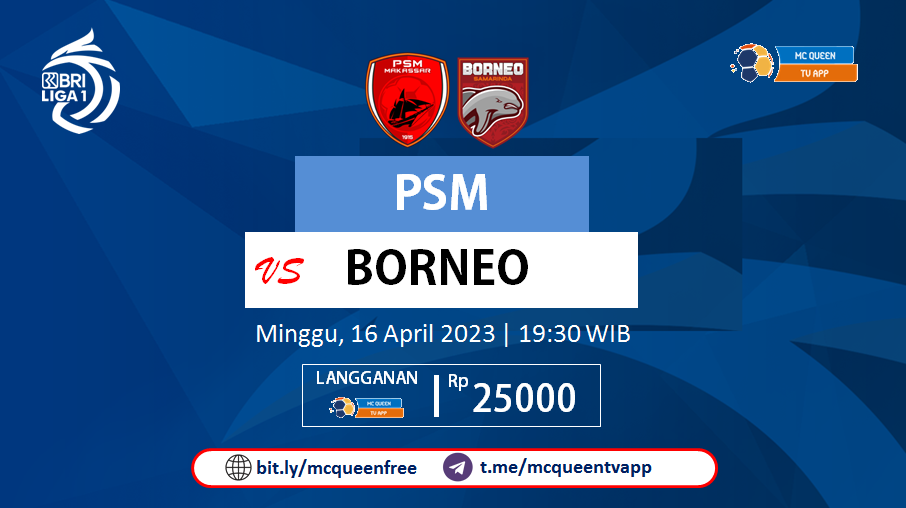 BRI
LIGA 1
PSM
MAKASSAR
1915
BORNEO
SAMARINDA
MC QUEEN
TV APP
PSM
VS BORNEO
Minggu, 16 April 2023 | 19:30 WIB
LANGGANAN
MC QUEEN
TV APP
Rp 25000
bit.ly/mcqueenfree t.me/mcqueentvapp